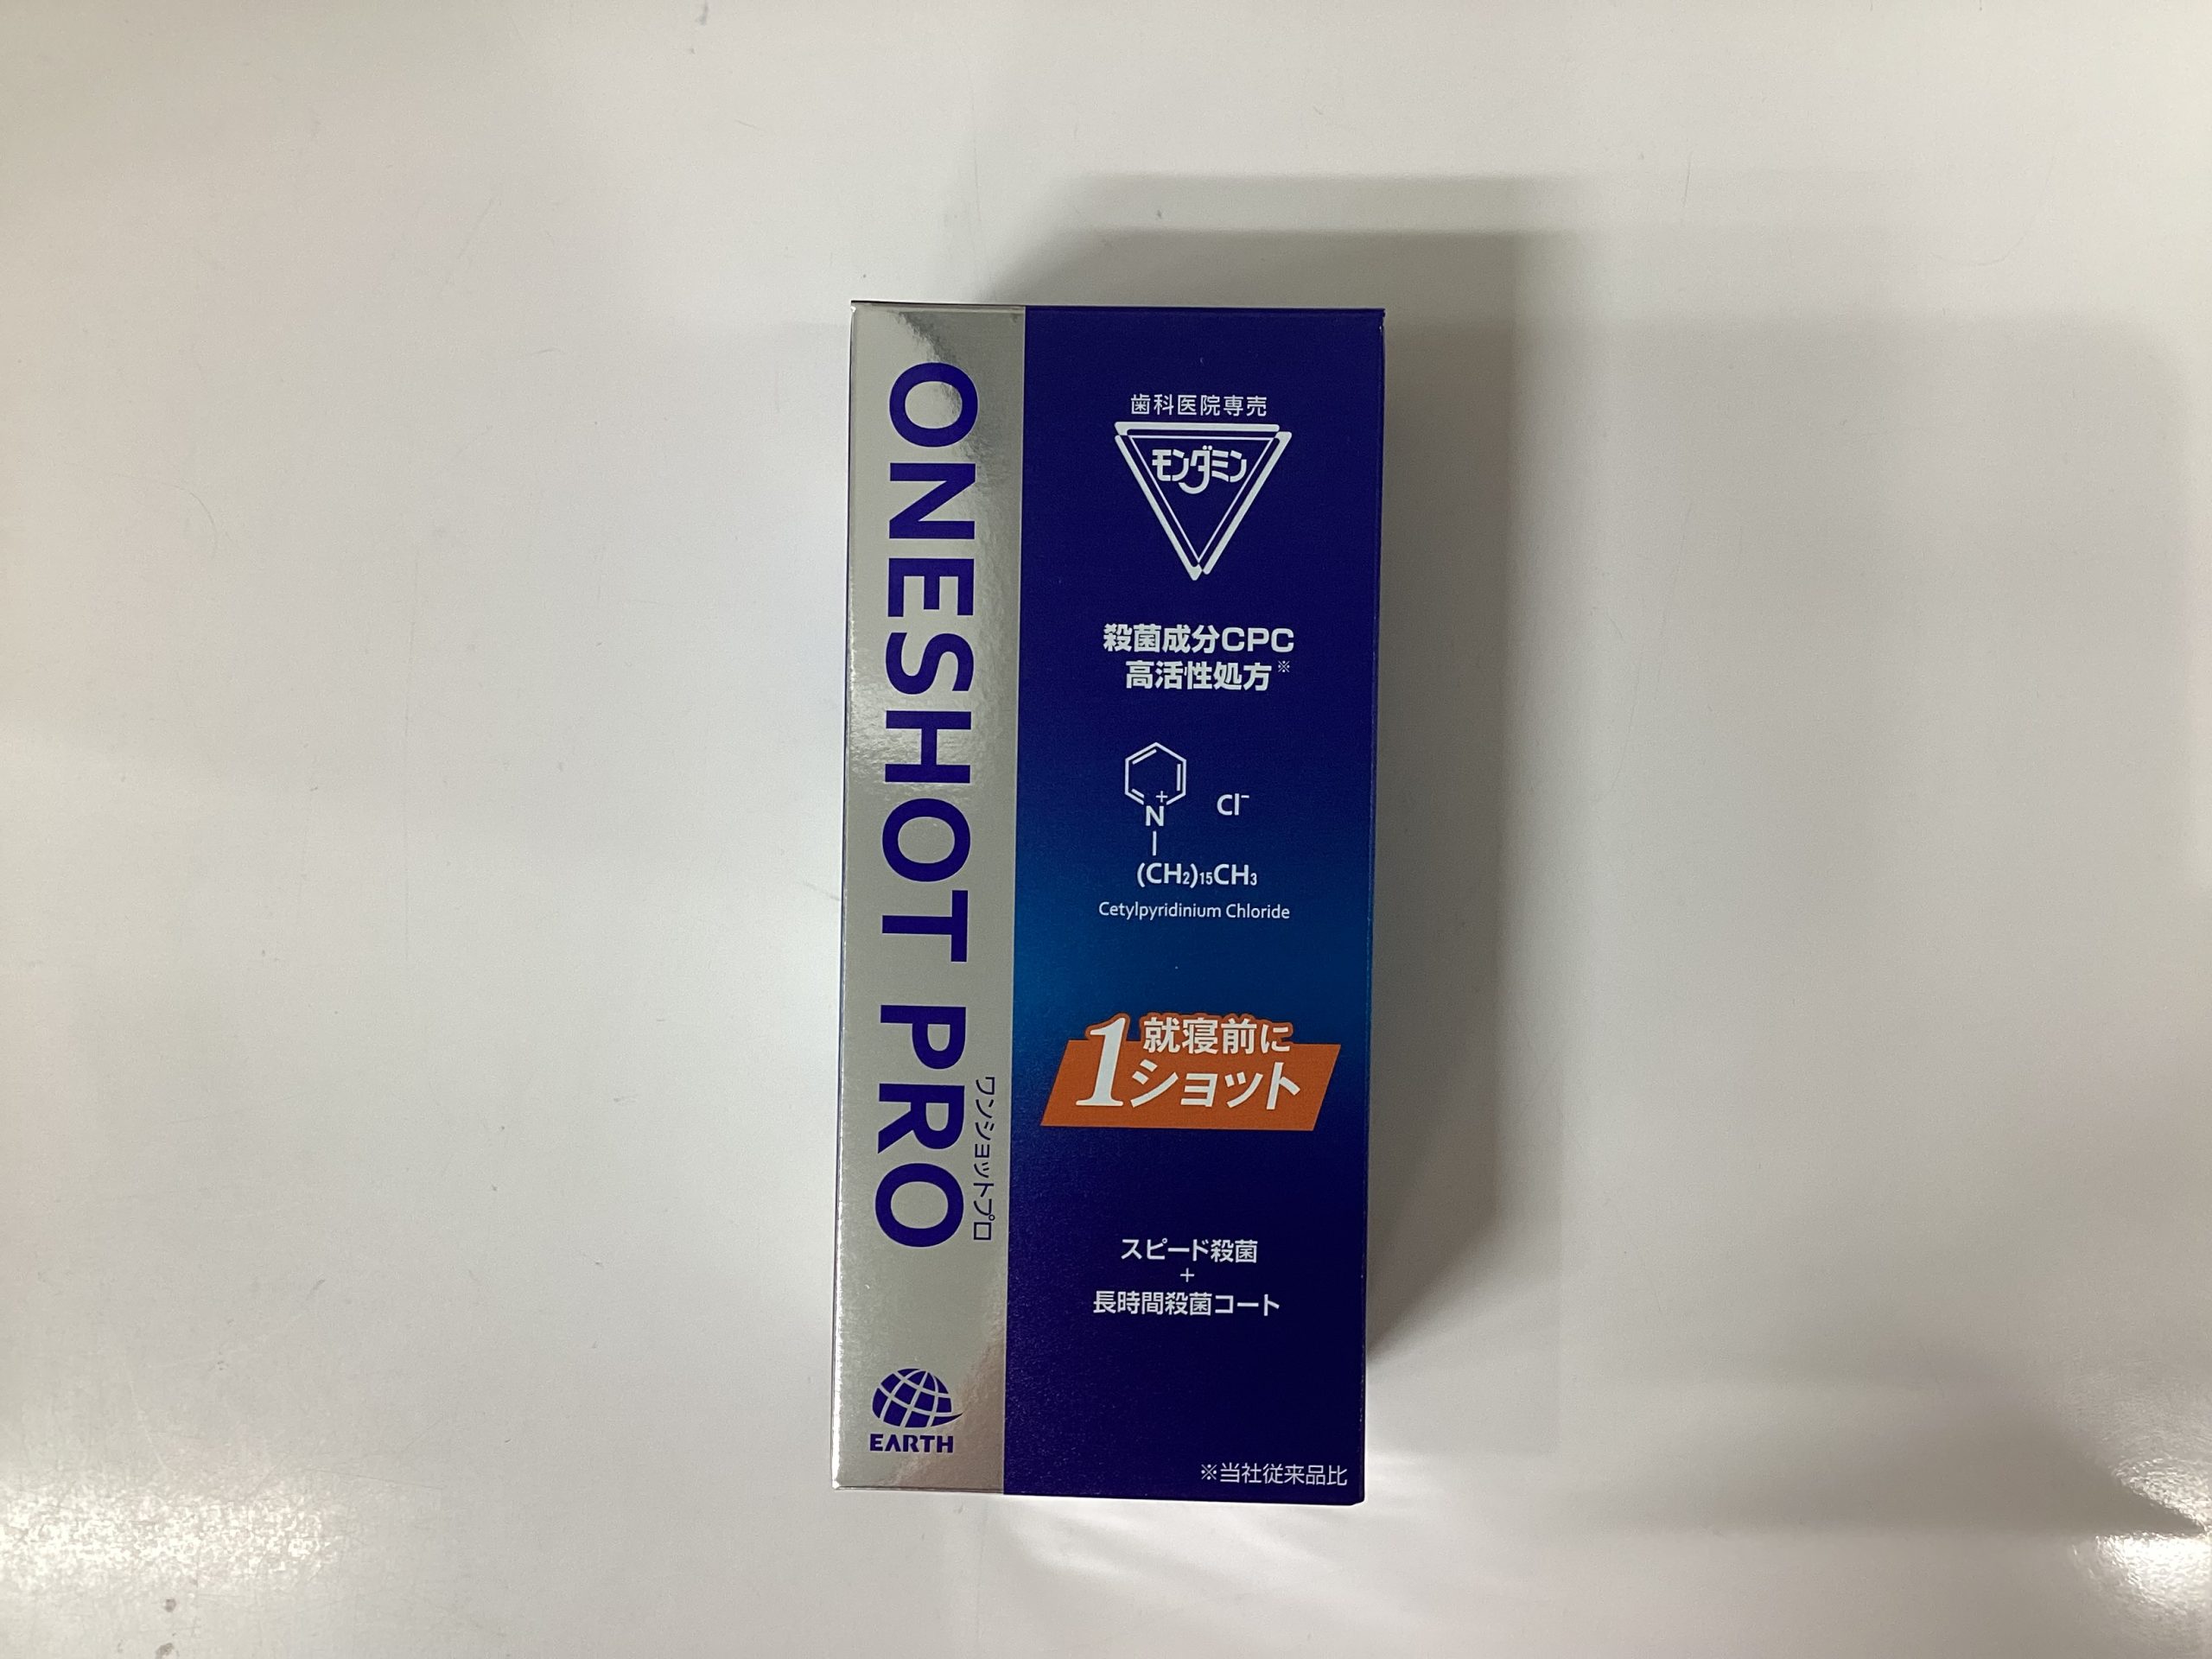 ONESHOT PRO
ワンショットプロ
EARTH
歯科医院専売
モンダミン
殺菌成分CPC
高活性処方※
N+ Cl⁻
(CH₂)₁₅CH₃
Cetylpyridinium Chloride
就寝前に
1ショット
スピード殺菌
+
長時間殺菌コート
※当社従来品比